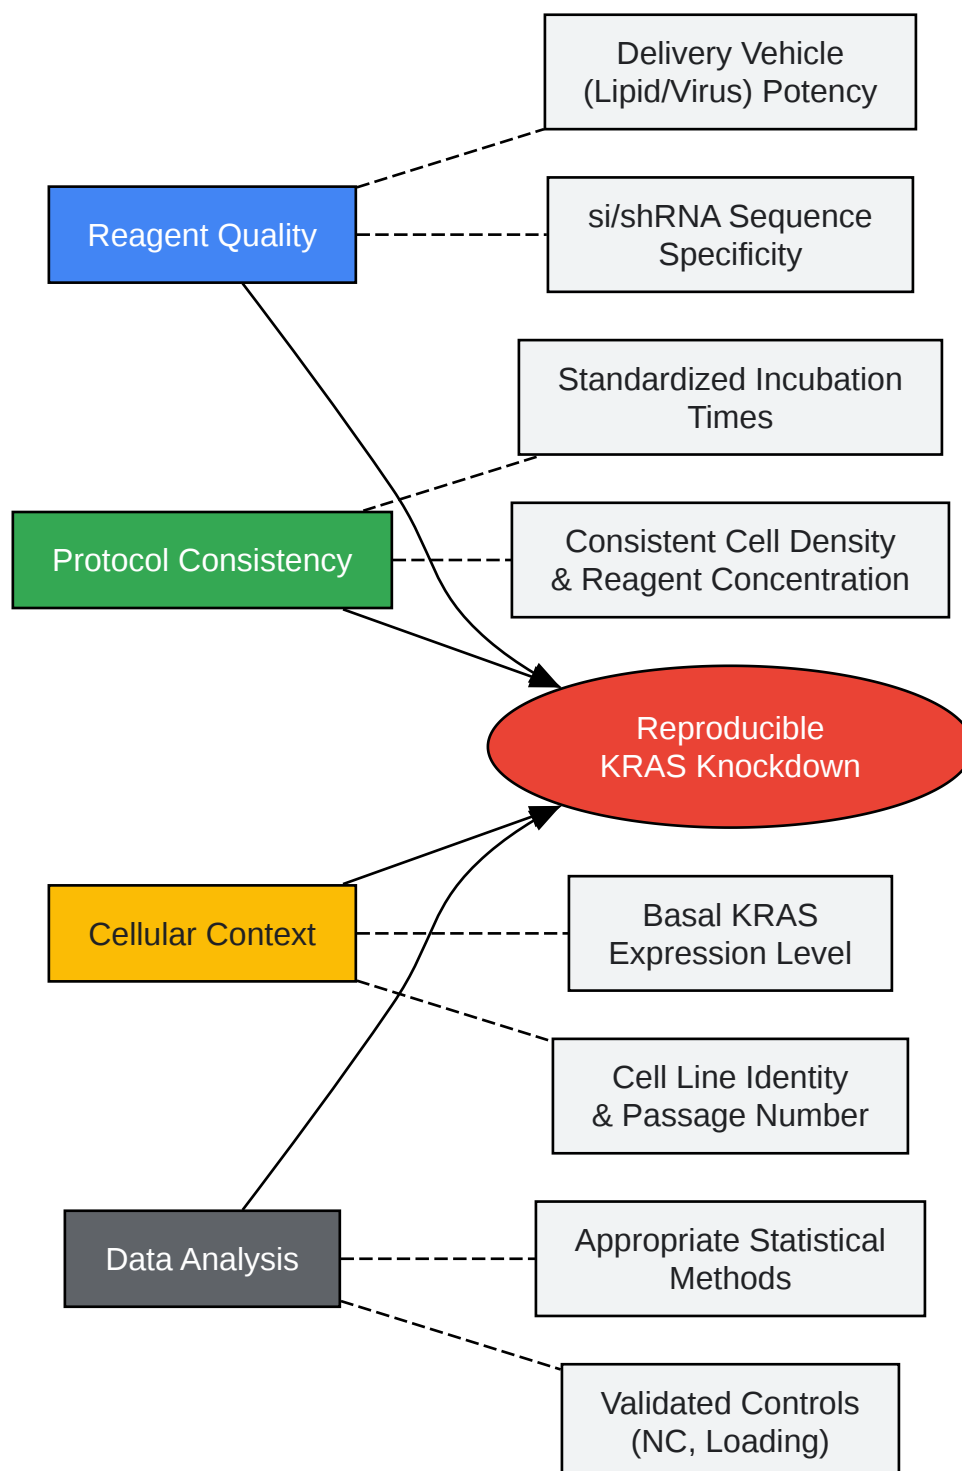 Delivery Vehicle
(Lipid/Virus) Potency
Reagent Quality
si/shRNA Sequence
Specificity
Standardized Incubation
Times
Protocol Consistency
Consistent Cell Density
& Reagent Concentration
Reproducible
KRAS Knockdown
Cellular Context
Basal KRAS
Expression Level
Cell Line Identity
& Passage Number
Data Analysis
Appropriate Statistical
Methods
Validated Controls
(NC, Loading)